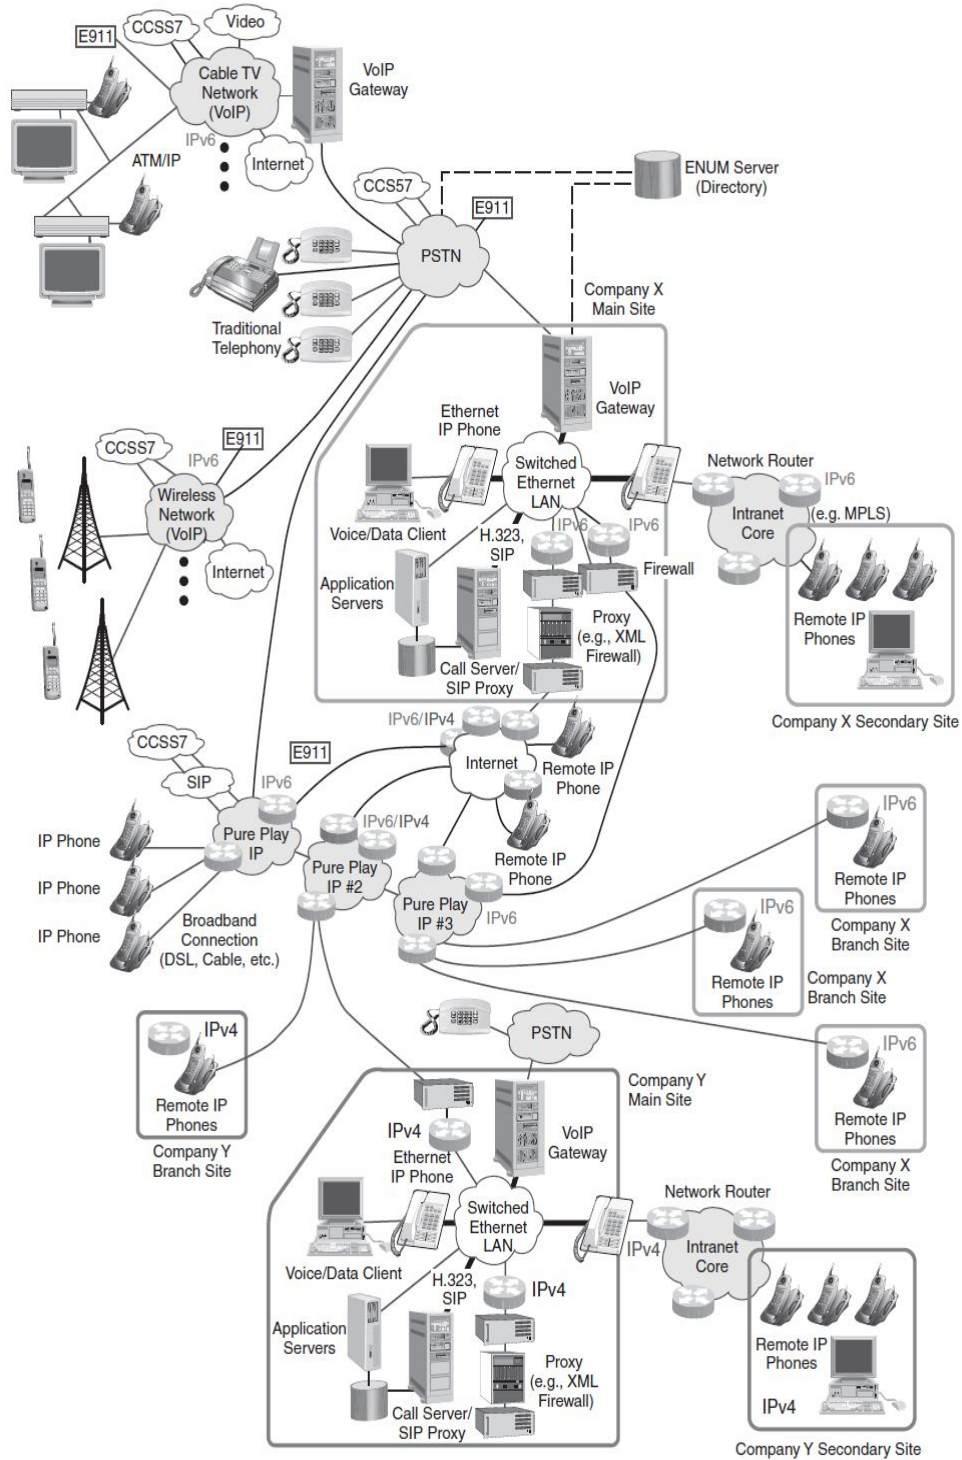 E911
CCSS7
Video
Cable TV
Network
(VoIP)
VoIP
Gateway
IPv6
Internet
ATM/IP
ENUM Server
(Directory)
CCS57
E911
PSTN
Traditional
Telephony
Company X
Main Site
VoIP
Gateway
Ethernet
IP Phone
CCSS7
E911
IPv6
Switched
Ethernet
LAN
Network Router
IPv6
Wireless
Network
(VoIP)
Intranet
Core
(e.g. MPLS)
Voice/Data Client
H.323,
SIP
IPv6
IPv6
Internet
Application
Servers
Firewall
Proxy
(e.g., XML
Firewall)
Remote IP
Phones
Call Server/
SIP Proxy
Company X Secondary Site
IPv6/IPv4
CCSS7
E911
Internet
Remote IP
Phone
SIP
IPv6
IP Phone
Pure Play
IP
IPv6/IPv4
Remote IP
Phone
IPv6
Remote IP
Phones
Company X
Branch Site
IP Phone
Pure Play
IP #2
IP Phone
Broadband
Connection
(DSL, Cable, etc.)
Pure Play
IP #3
IPv6
IPv6
Remote IP
Phones
Company X
Branch Site
IPv4
Remote IP
Phones
Company Y
Branch Site
PSTN
IPv6
Remote IP
Phones
Company X
Branch Site
Company Y
Main Site
IPv4
Ethernet
IP Phone
VoIP
Gateway
Switched
Ethernet
LAN
Network Router
IPv4
Intranet
Core
Voice/Data Client
H.323,
SIP
IPv4
Application
Servers
Proxy
(e.g., XML
Firewall)
Call Server/
SIP Proxy
Remote IP
Phones
IPv4
Company Y Secondary Site